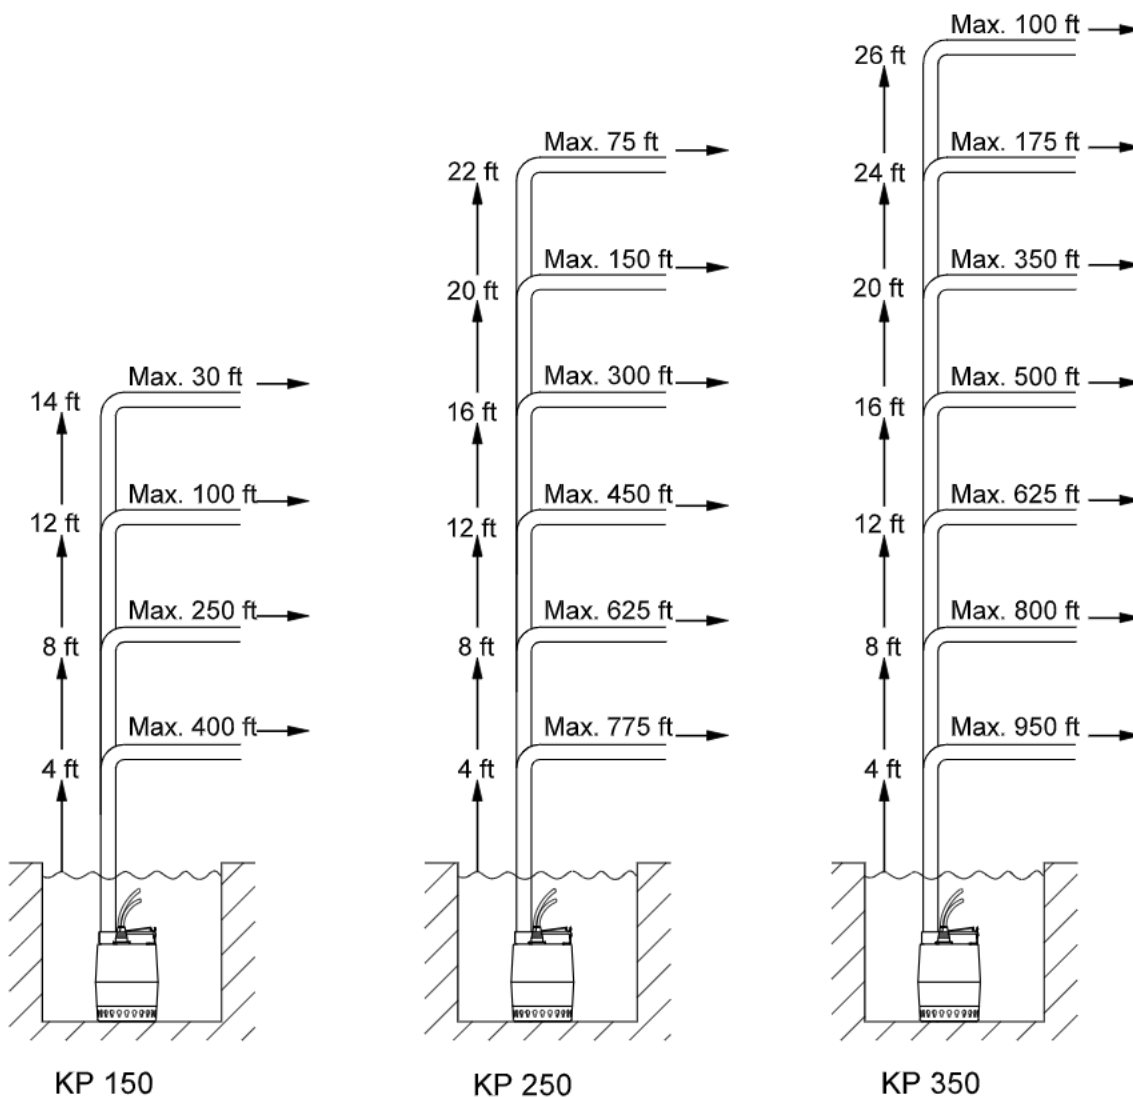 Max. 30 ft
14 ft
Max. 100 ft
12 ft
Max. 250 ft
8 ft
Max. 400 ft
4 ft
KP 150
Max. 75 ft
22 ft
Max. 150 ft
20 ft
Max. 300 ft
16 ft
Max. 450 ft
12 ft
Max. 625 ft
8 ft
Max. 775 ft
4 ft
KP 250
Max. 100 ft
26 ft
Max. 175 ft
24 ft
Max. 350 ft
20 ft
Max. 500 ft
16 ft
Max. 625 ft
12 ft
Max. 800 ft
8 ft
Max. 950 ft
4 ft
KP 350